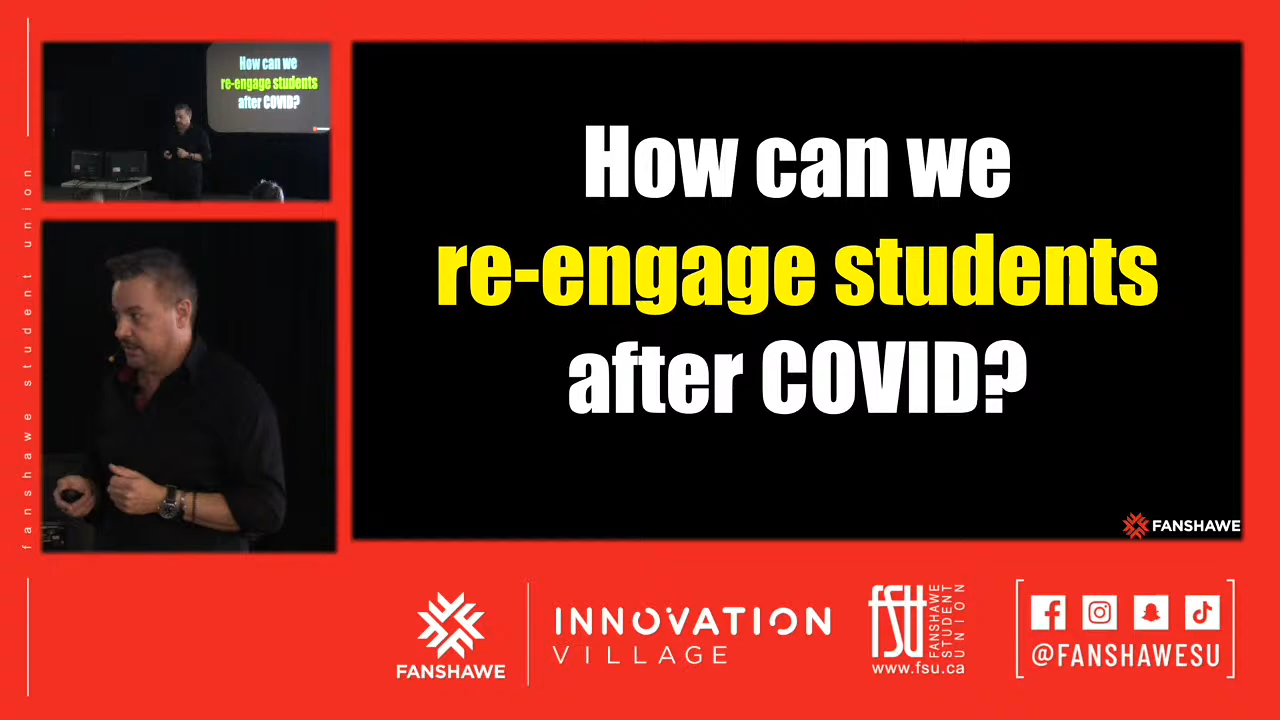 fanshawe student union
How can we
re-engage students
after COVID?
How can we
re-engage students
after COVID?
FANSHAWE
FANSHAWE
INNOVATION
VILLAGE
fsu
FANSHAWE
STUDENT
UNION
www.fsu.ca
@FANSHAWESU